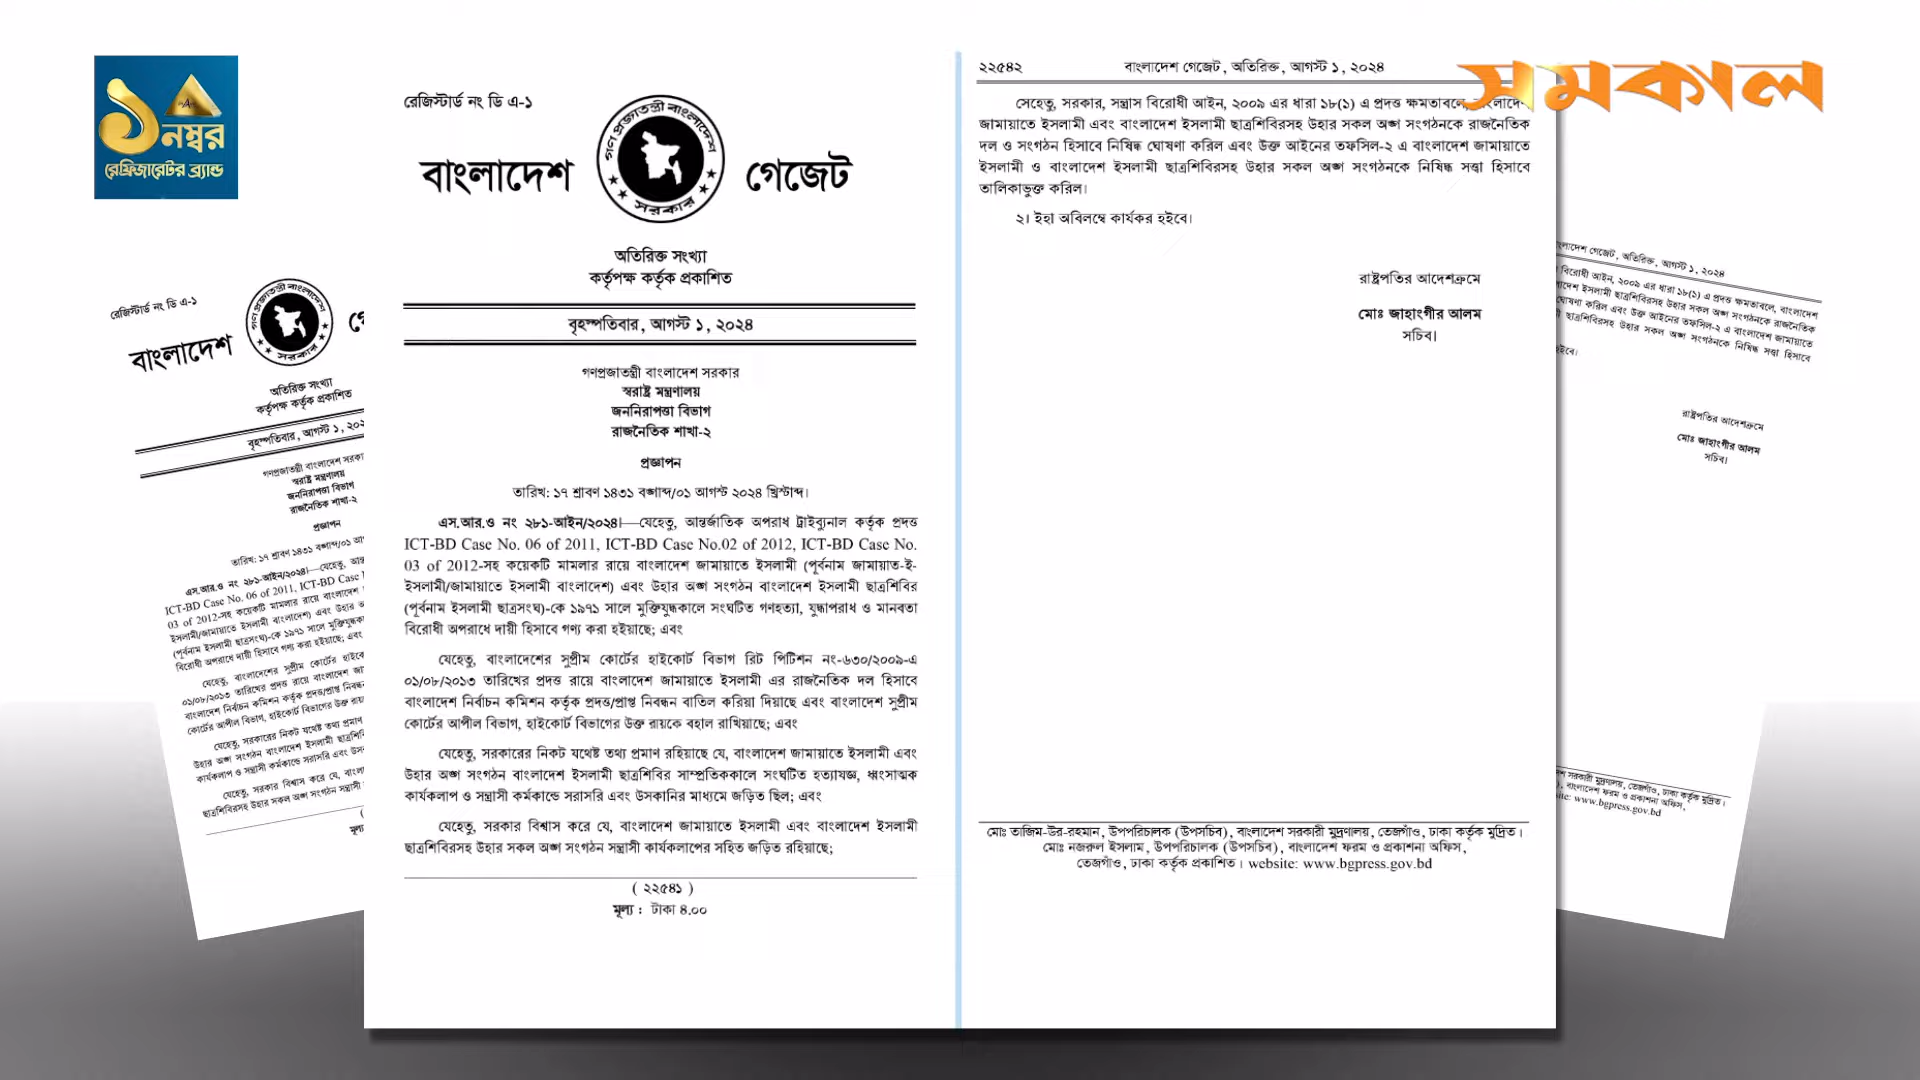 ১
নম্বর
রেফ্রিজারেটর ব্র্যান্ড
সমকাল
রেজিস্টার্ড নং ডি এ-১
গণপ্রজাতন্ত্রী বাংলাদেশ
সরকার
বাংলাদেশ গেজেট
অতিরিক্ত সংখ্যা
কর্তৃপক্ষ কর্তৃক প্রকাশিত
বৃহস্পতিবার, আগস্ট ১, ২০২৪
গণপ্রজাতন্ত্রী বাংলাদেশ সরকার
স্বরাষ্ট্র মন্ত্রণালয়
জননিরাপত্তা বিভাগ
রাজনৈতিক শাখা-২
প্রজ্ঞাপন
তারিখ: ১৭ শ্রাবণ ১৪৩১ বঙ্গাব্দ/০১ আগস্ট ২০২৪ খ্রিস্টাব্দ।
এস.আর.ও নং ২৮১-আইন/২০২৪।—যেহেতু, আন্তর্জাতিক অপরাধ ট্রাইব্যুনাল কর্তৃক প্রদত্ত
ICT-BD Case No. 06 of 2011, ICT-BD Case No.02 of 2012, ICT-BD Case No.
03 of 2012-সহ কয়েকটি মামলার রায়ে বাংলাদেশ জামায়াতে ইসলামী (পূর্বনাম জামায়াত-ই-
ইসলামী/জামায়াতে ইসলামী বাংলাদেশ) এবং উহার অঙ্গ সংগঠন বাংলাদেশ ইসলামী ছাত্রশিবির
(পূর্বনাম ইসলামী ছাত্রসংঘ)-কে ১৯৭১ সালে মুক্তিযুদ্ধকালে সংঘটিত গণহত্যা, যুদ্ধাপরাধ ও মানবতা
বিরোধী অপরাধে দায়ী হিসাবে গণ্য করা হইয়াছে; এবং
যেহেতু, বাংলাদেশের সুপ্রীম কোর্টের হাইকোর্ট বিভাগ রিট পিটিশন নং-৬৩০/২০০৯-এ
০১/০৮/২০১৩ তারিখের প্রদত্ত রায়ে বাংলাদেশ জামায়াতে ইসলামী এর রাজনৈতিক দল হিসাবে
বাংলাদেশ নির্বাচন কমিশন কর্তৃক প্রদত্ত/প্রাপ্ত নিবন্ধন বাতিল করিয়া দিয়াছে এবং বাংলাদেশ সুপ্রীম
কোর্টের আপীল বিভাগ, হাইকোর্ট বিভাগের উক্ত রায়কে বহাল রাখিয়াছে; এবং
যেহেতু, সরকারের নিকট যথেষ্ট তথ্য প্রমাণ রহিয়াছে যে, বাংলাদেশ জামায়াতে ইসলামী এবং
উহার অঙ্গ সংগঠন বাংলাদেশ ইসলামী ছাত্রশিবির সাম্প্রতিককালে সংঘটিত হত্যাযজ্ঞ, ধ্বংসাত্মক
কার্যকলাপ ও সন্ত্রাসী কর্মকান্ডে সরাসরি এবং উসকানির মাধ্যমে জড়িত ছিল; এবং
যেহেতু, সরকার বিশ্বাস করে যে, বাংলাদেশ জামায়াতে ইসলামী এবং বাংলাদেশ ইসলামী
ছাত্রশিবিরসহ উহার সকল অঙ্গ সংগঠন সন্ত্রাসী কার্যকলাপের সহিত জড়িত রহিয়াছে;
( ২২৫৪১ )
মূল্য : টাকা ৪.০০
২২৫৪২ বাংলাদেশ গেজেট, অতিরিক্ত, আগস্ট ১, ২০২৪
সেহেতু, সরকার, সন্ত্রাস বিরোধী আইন, ২০০৯ এর ধারা ১৮(১) এ প্রদত্ত ক্ষমতাবলে, বাংলাদেশ
জামায়াতে ইসলামী এবং বাংলাদেশ ইসলামী ছাত্রশিবিরসহ উহার সকল অঙ্গ সংগঠনকে রাজনৈতিক
দল ও সংগঠন হিসাবে নিষিদ্ধ ঘোষণা করিল এবং উক্ত আইনের তফসিল-২ এ বাংলাদেশ জামায়াতে
ইসলামী ও বাংলাদেশ ইসলামী ছাত্রশিবিরসহ উহার সকল অঙ্গ সংগঠনকে নিষিদ্ধ সত্ত্বা হিসাবে
তালিকাভুক্ত করিল।
২। ইহা অবিলম্বে কার্যকর হইবে।
রাষ্ট্রপতির আদেশক্রমে
মোঃ জাহাংগীর আলম
সচিব।
মোঃ তাজিম-উর-রহমান, উপপরিচালক (উপসচিব), বাংলাদেশ সরকারী মুদ্রণালয়, তেজগাঁও, ঢাকা কর্তৃক মুদ্রিত।
মোঃ নজরুল ইসলাম, উপপরিচালক (উপসচিব), বাংলাদেশ ফরম ও প্রকাশনা অফিস,
তেজগাঁও, ঢাকা কর্তৃক প্রকাশিত। website: www.bgpress.gov.bd